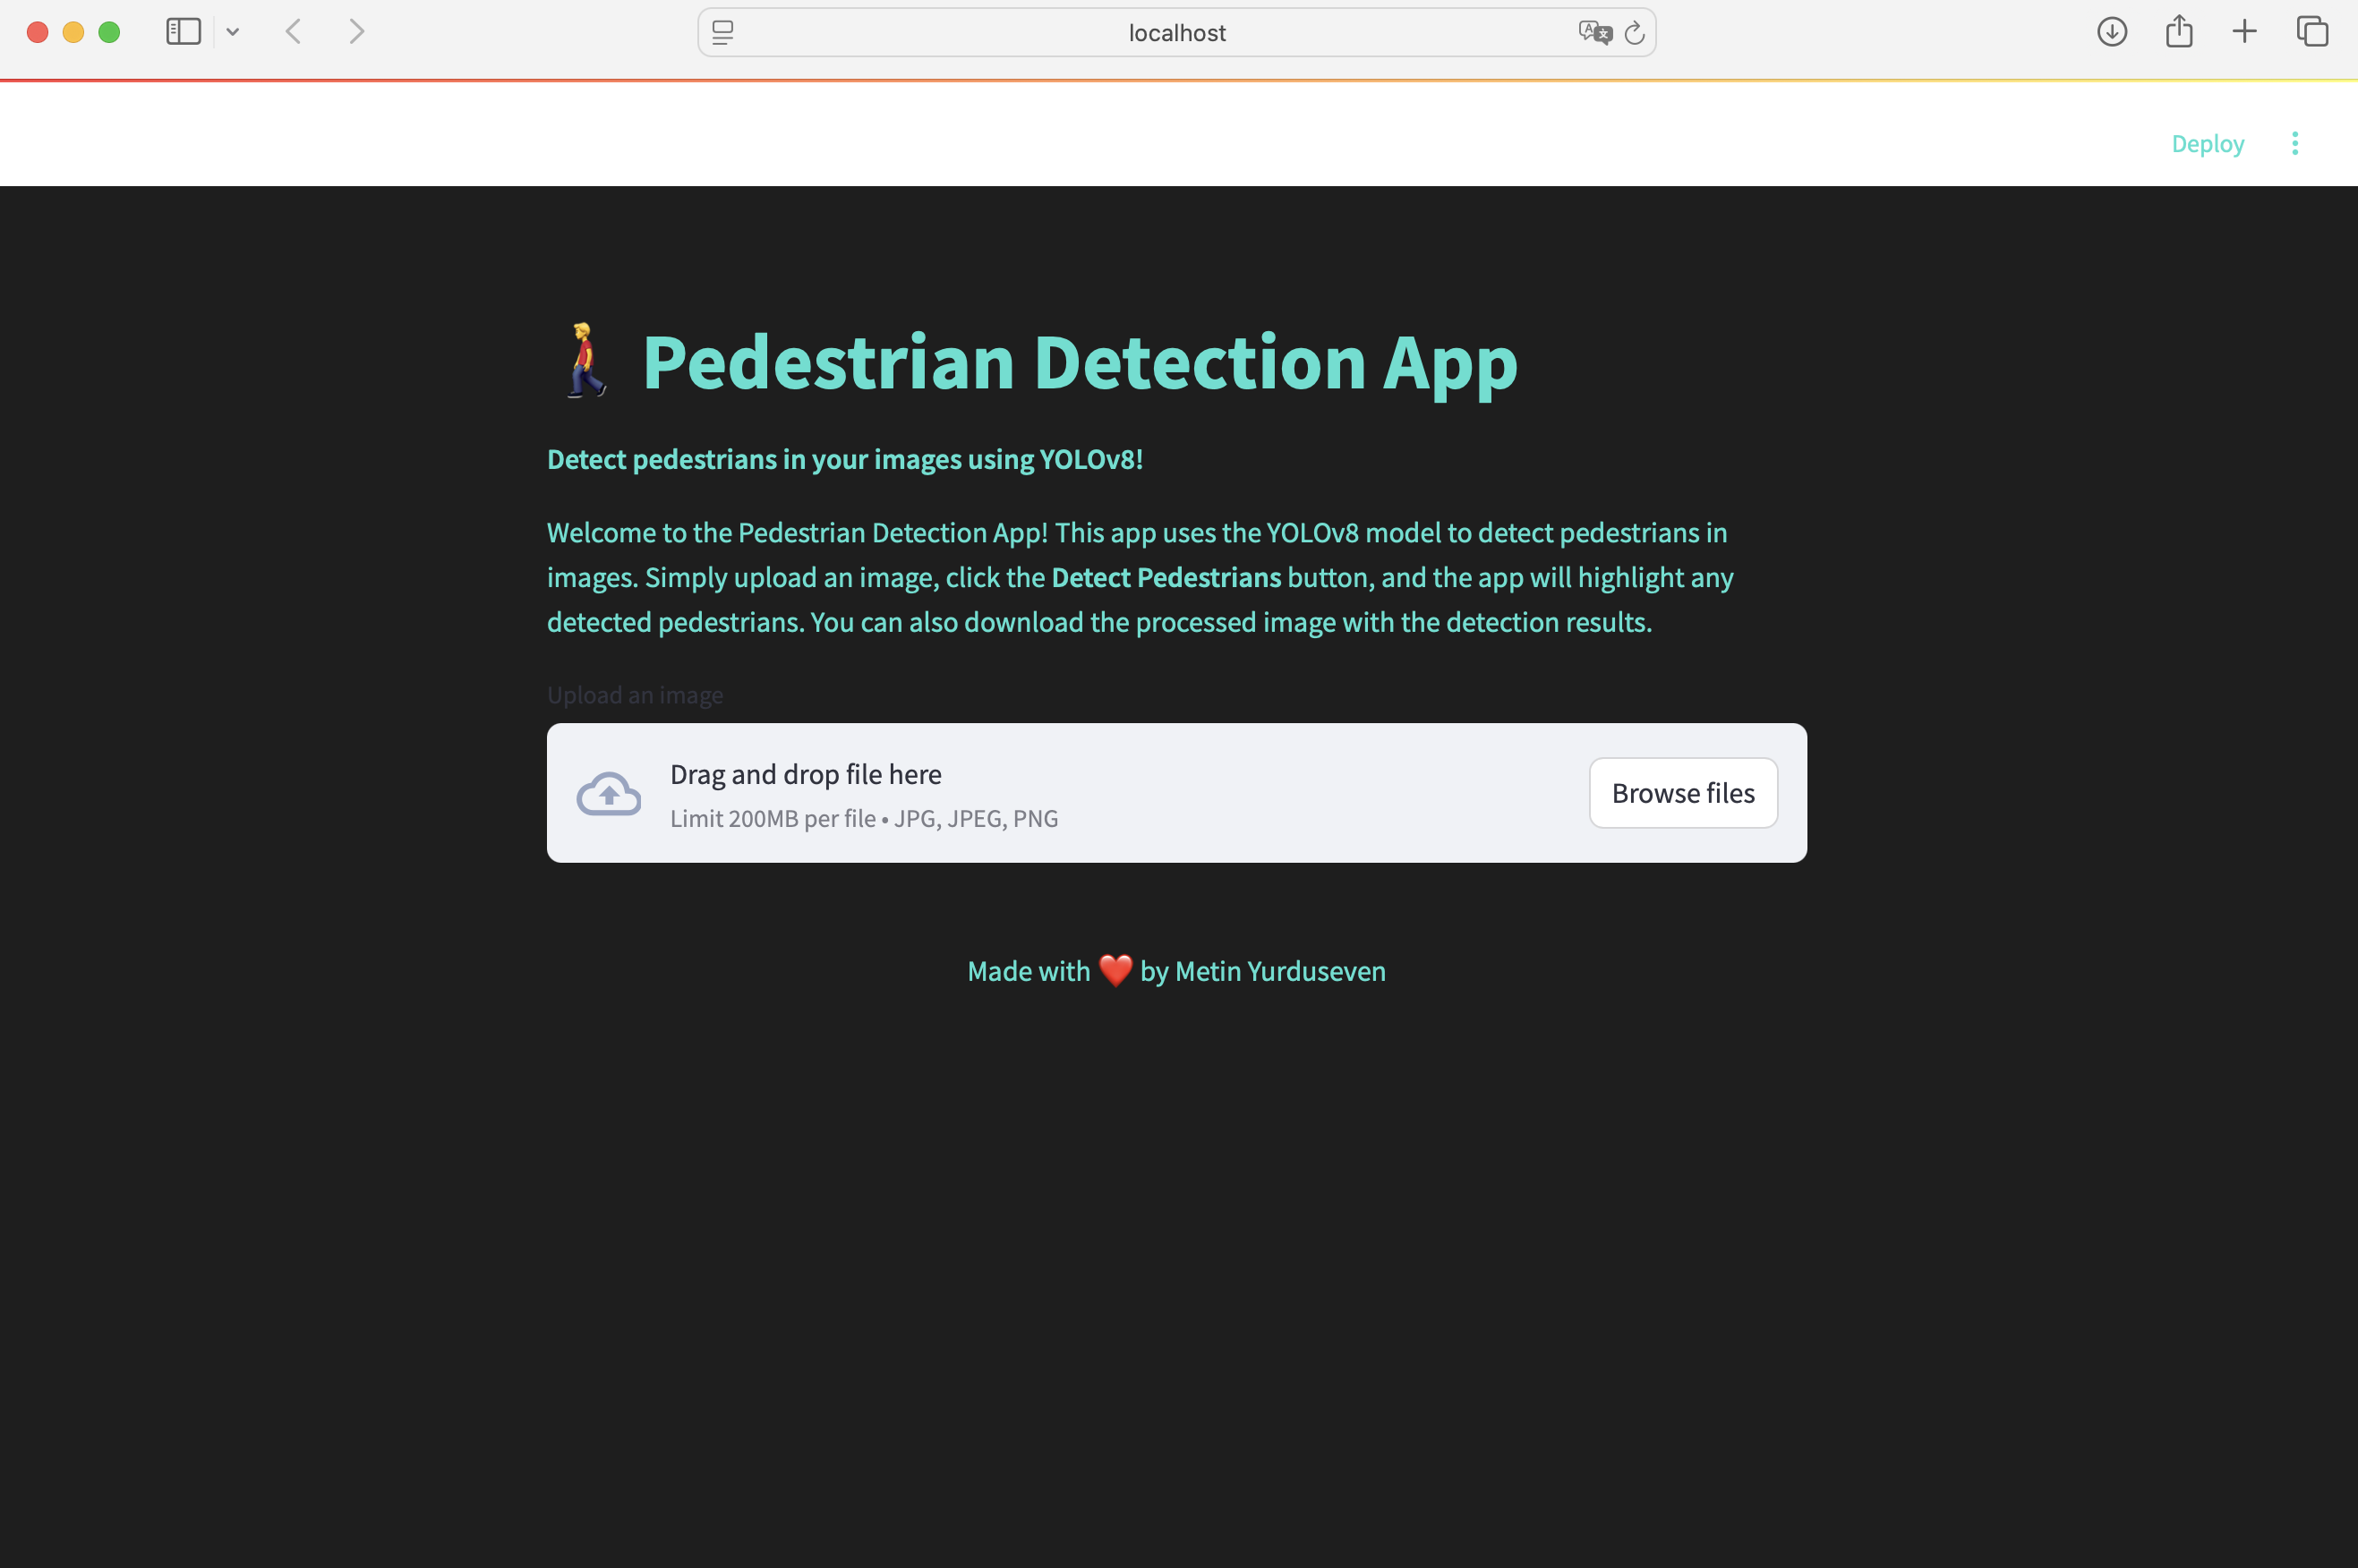 localhost
Deploy
🚶 Pedestrian Detection App
Detect pedestrians in your images using YOLOv8!
Welcome to the Pedestrian Detection App! This app uses the YOLOv8 model to detect pedestrians in
images. Simply upload an image, click the Detect Pedestrians button, and the app will highlight any
detected pedestrians. You can also download the processed image with the detection results.
Upload an image
Drag and drop file here
Limit 200MB per file • JPG, JPEG, PNG
Browse files
Made with ❤️ by Metin Yurduseven